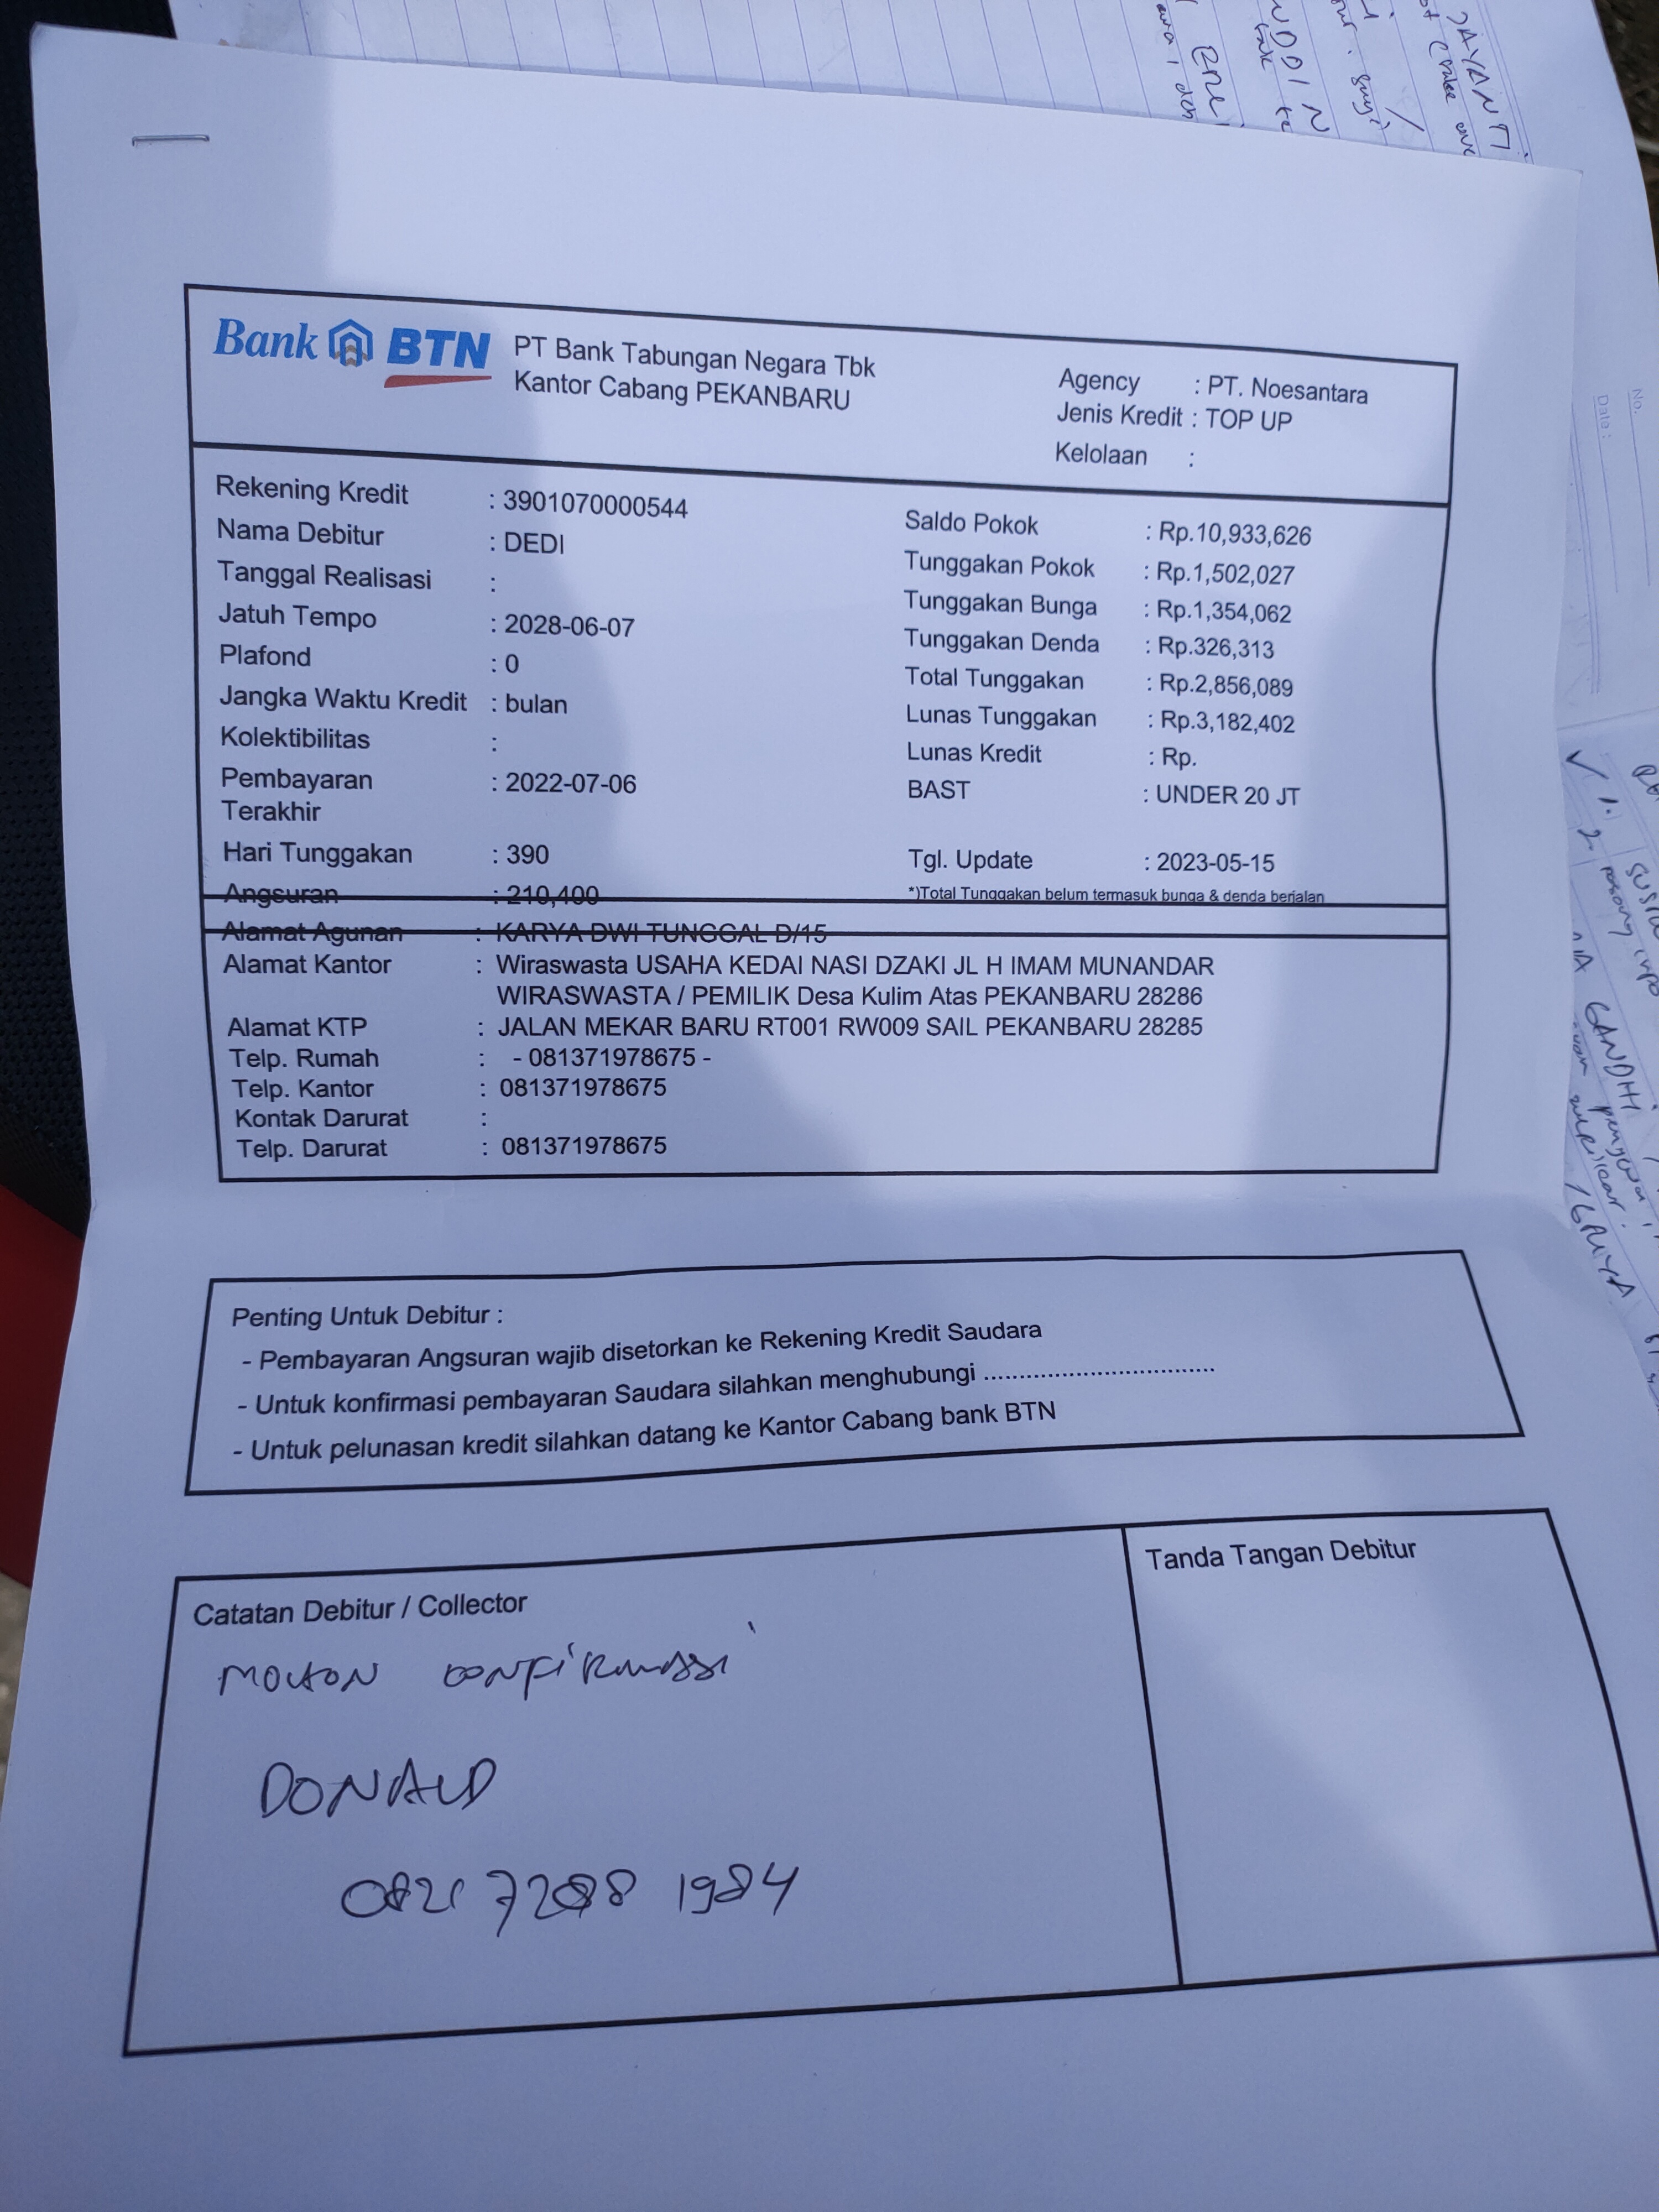 Bank BTN
PT Bank Tabungan Negara Tbk
Kantor Cabang PEKANBARU
Agency : PT. Noesantara
Jenis Kredit : TOP UP
Kelolaan :
Rekening Kredit : 3901070000544
Nama Debitur : DEDI
Tanggal Realisasi :
Jatuh Tempo : 2028-06-07
Plafond : 0
Jangka Waktu Kredit : bulan
Kolektibilitas :
Pembayaran : 2022-07-06
Terakhir
Hari Tunggakan : 390
Angsuran : 210,400
Saldo Pokok : Rp.10,933,626
Tunggakan Pokok : Rp.1,502,027
Tunggakan Bunga : Rp.1,354,062
Tunggakan Denda : Rp.326,313
Total Tunggakan : Rp.2,856,089
Lunas Tunggakan : Rp.3,182,402
Lunas Kredit : Rp.
BAST : UNDER 20 JT
Tgl. Update : 2023-05-15
*)Total Tunggakan belum termasuk bunga & denda berjalan
Alamat Agunan : KARYA DWI TUNGGAL D/15
Alamat Kantor : Wiraswasta USAHA KEDAI NASI DZAKI JL H IMAM MUNANDAR
WIRASWASTA / PEMILIK Desa Kulim Atas PEKANBARU 28286
Alamat KTP : JALAN MEKAR BARU RT001 RW009 SAIL PEKANBARU 28285
Telp. Rumah : - 081371978675 -
Telp. Kantor : 081371978675
Kontak Darurat :
Telp. Darurat : 081371978675
Penting Untuk Debitur :
- Pembayaran Angsuran wajib disetorkan ke Rekening Kredit Saudara
- Untuk konfirmasi pembayaran Saudara silahkan menghubungi ..................................
- Untuk pelunasan kredit silahkan datang ke Kantor Cabang bank BTN
Catatan Debitur / Collector
MOHON CONFIRMASSI
DONALD
0821 7288 1984
Tanda Tangan Debitur
No.
Date :
GANDHI